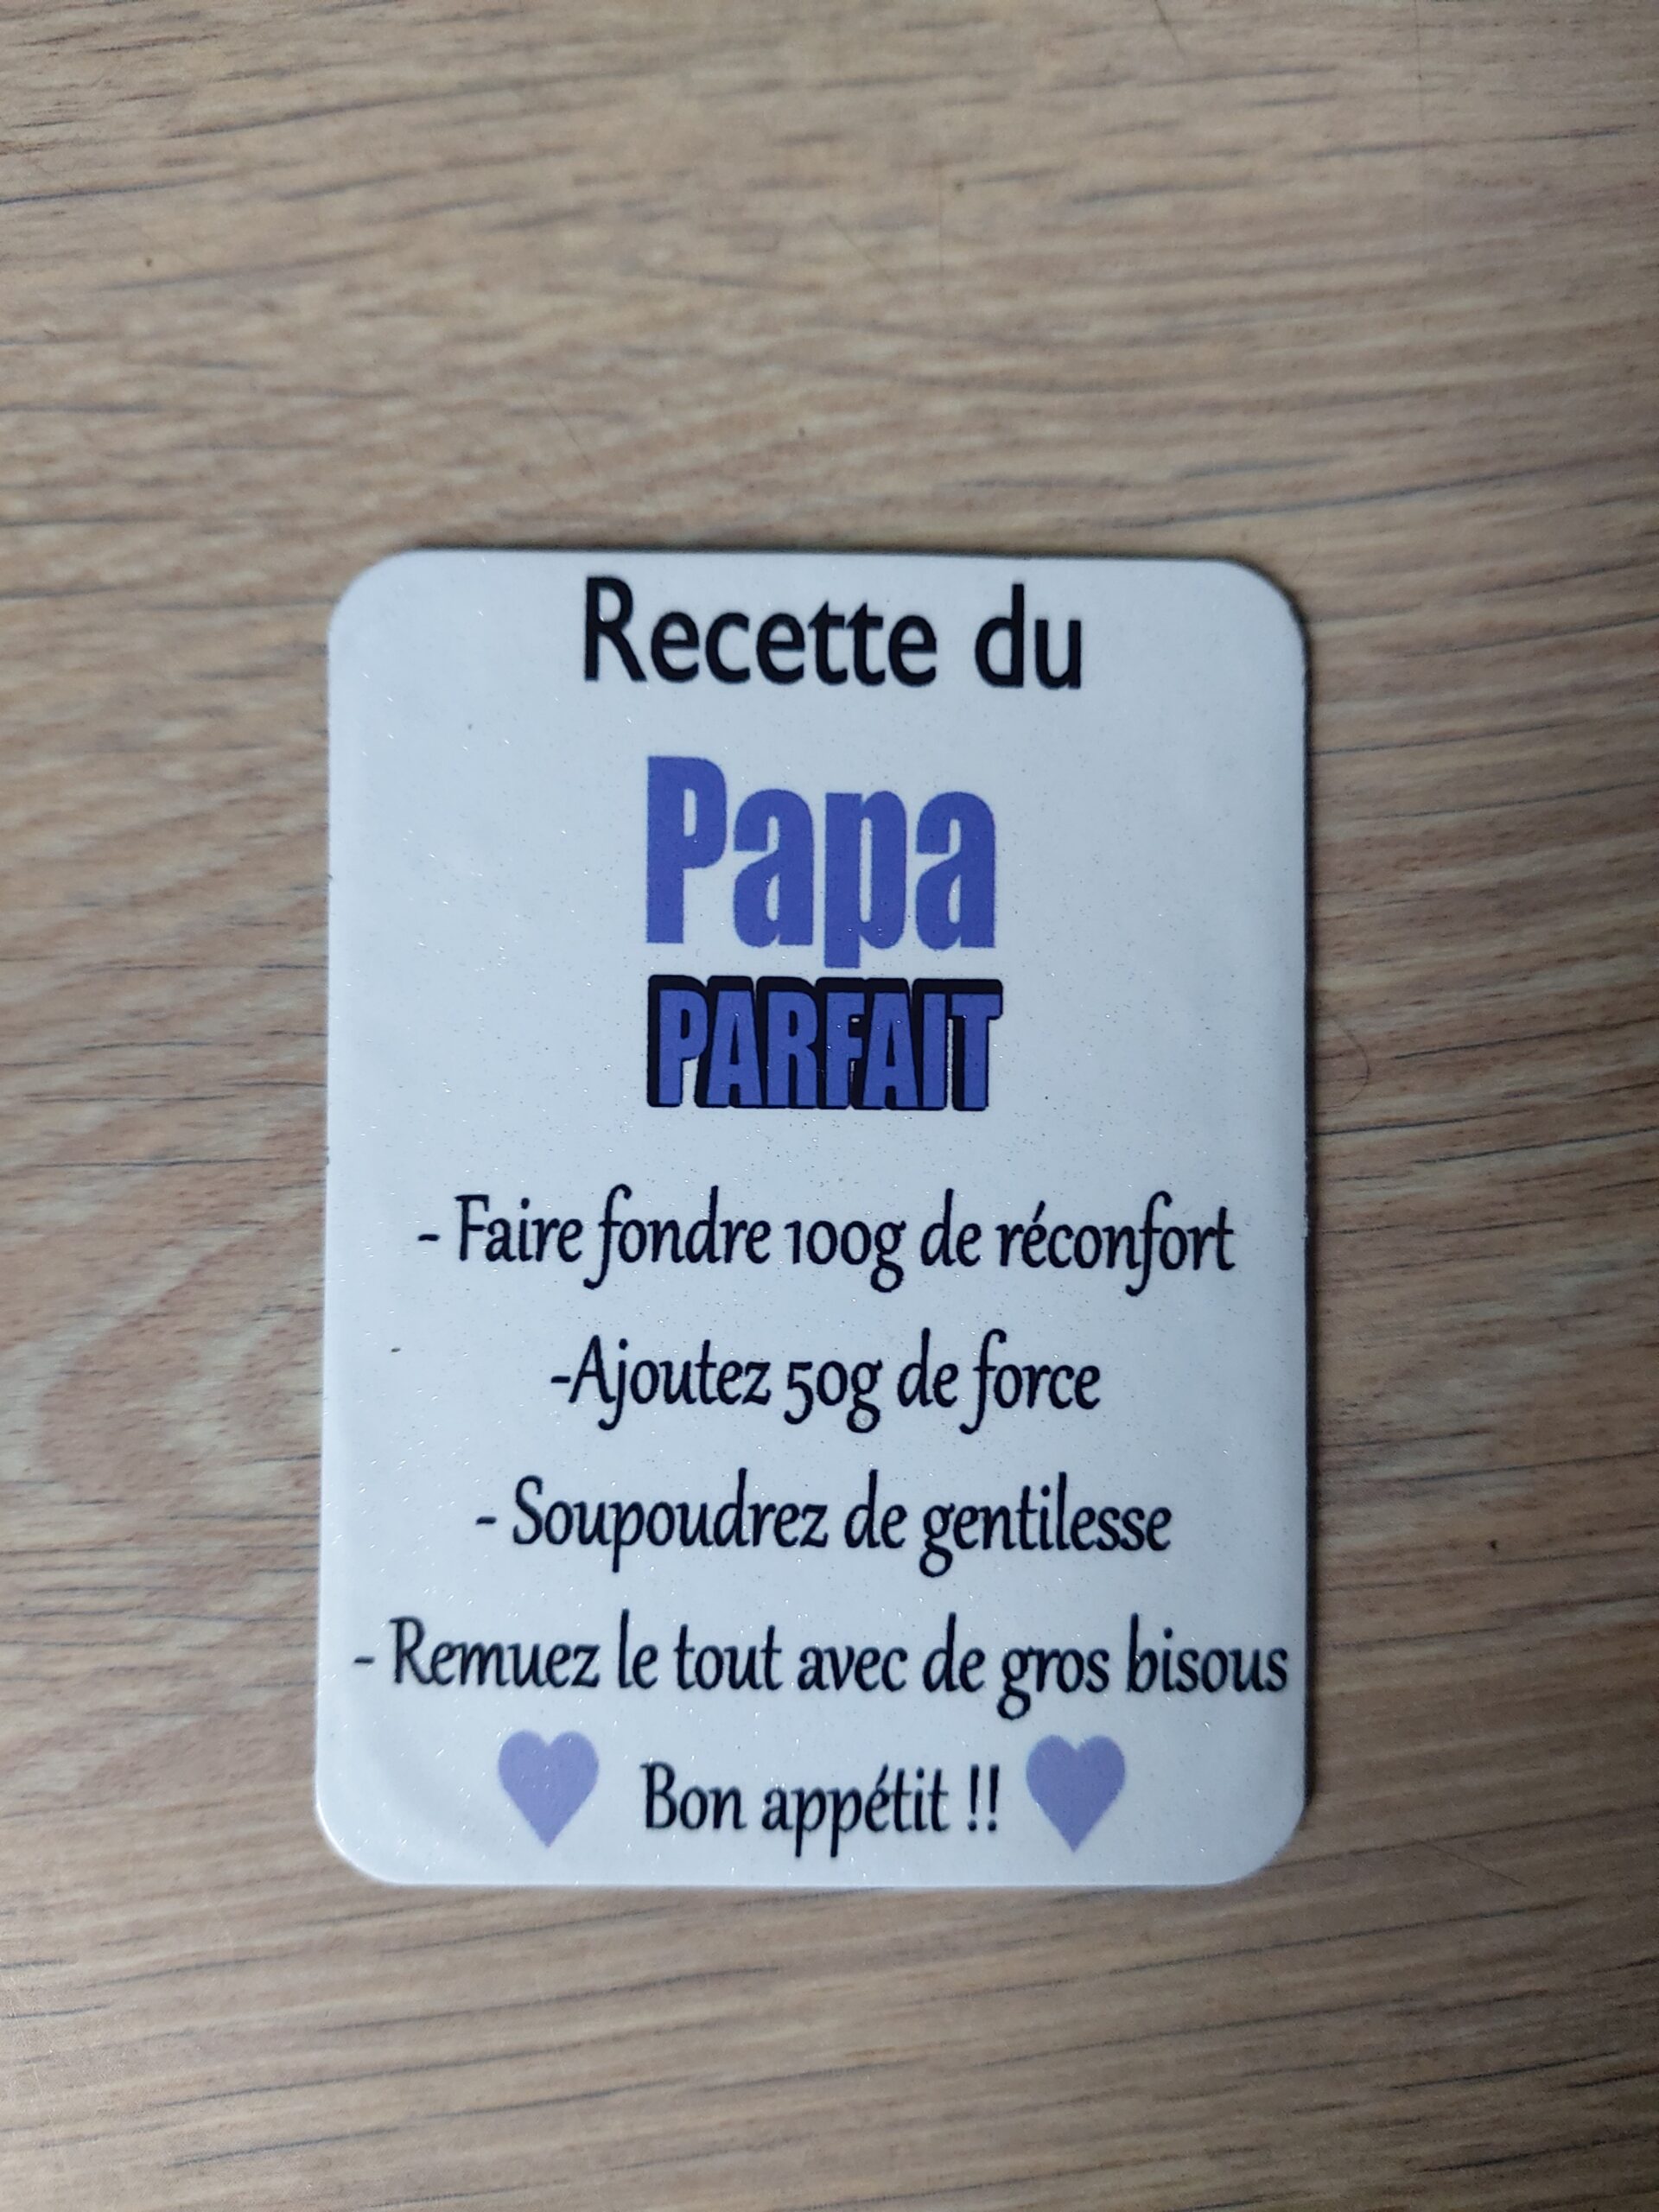 Recette du
Papa
PARFAIT
- Faire fondre 100g de réconfort
-Ajoutez 50g de force
- Soupoudrez de gentilesse
- Remuez le tout avec de gros bisous
Bon appétit !!